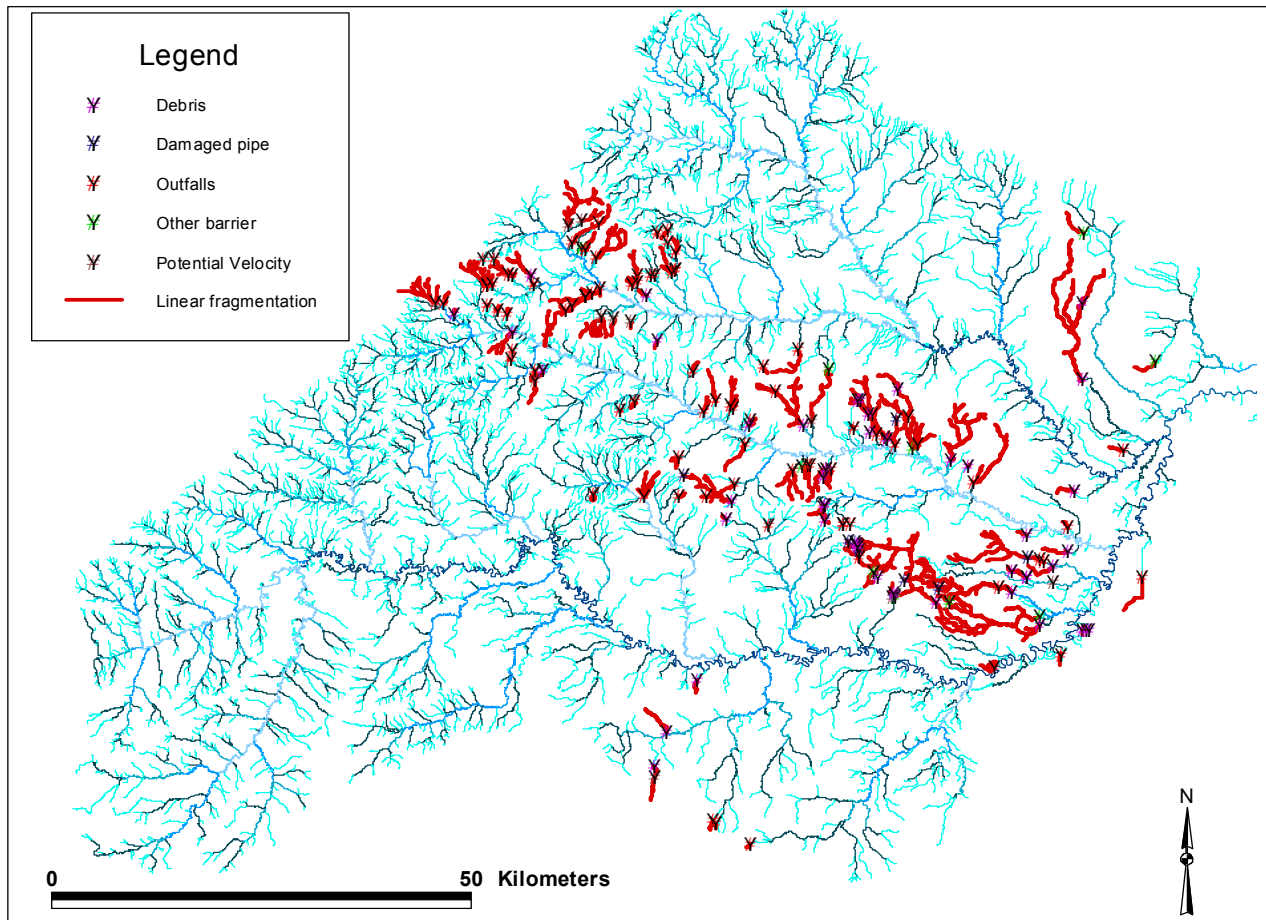 Legend
Debris
Damaged pipe
Outfalls
Other barrier
Potential Velocity
Linear fragmentation
N
0 50 Kilometers